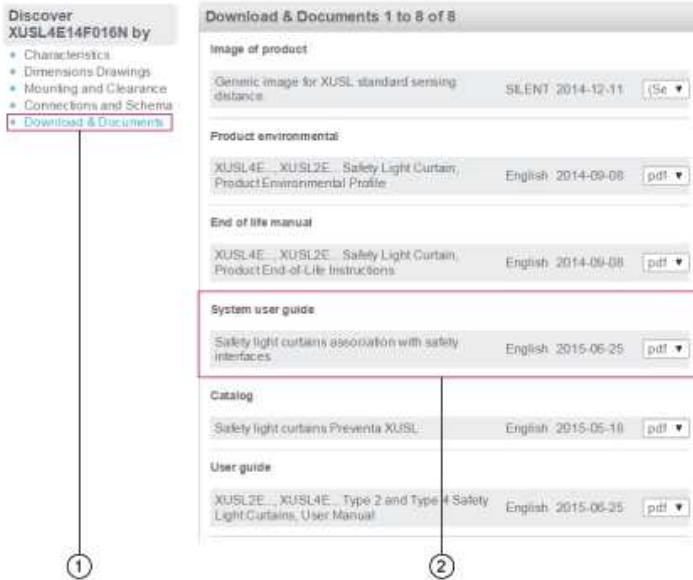 Discover
XUSL4E14F016N by
Characteristics
Dimensions Drawings
Mounting and Clearance
Connections and Schema
Download & Documents
Download & Documents 1 to 8 of 8
Image of product
Generic image for XUSL standard sensing
distance
SILENT 2014-12-11 (Se
Product environmental
XUSL4E..., XUSL2E... Safety Light Curtain,
Product Environmental Profile
English 2014-09-08 pdf
End of life manual
XUSL4E..., XUSL2E... Safety Light Curtain,
Product End-of-Life Instructions
English 2014-09-08 pdf
System user guide
Safety light curtains association with safety
interfaces
English 2015-06-25 pdf
Catalog
Safety light curtains Preventa XUSL
English 2015-05-18 pdf
User guide
XUSL2E..., XUSL4E... Type 2 and Type 4 Safety
Light Curtains, User Manual
English 2015-06-25 pdf
1
2